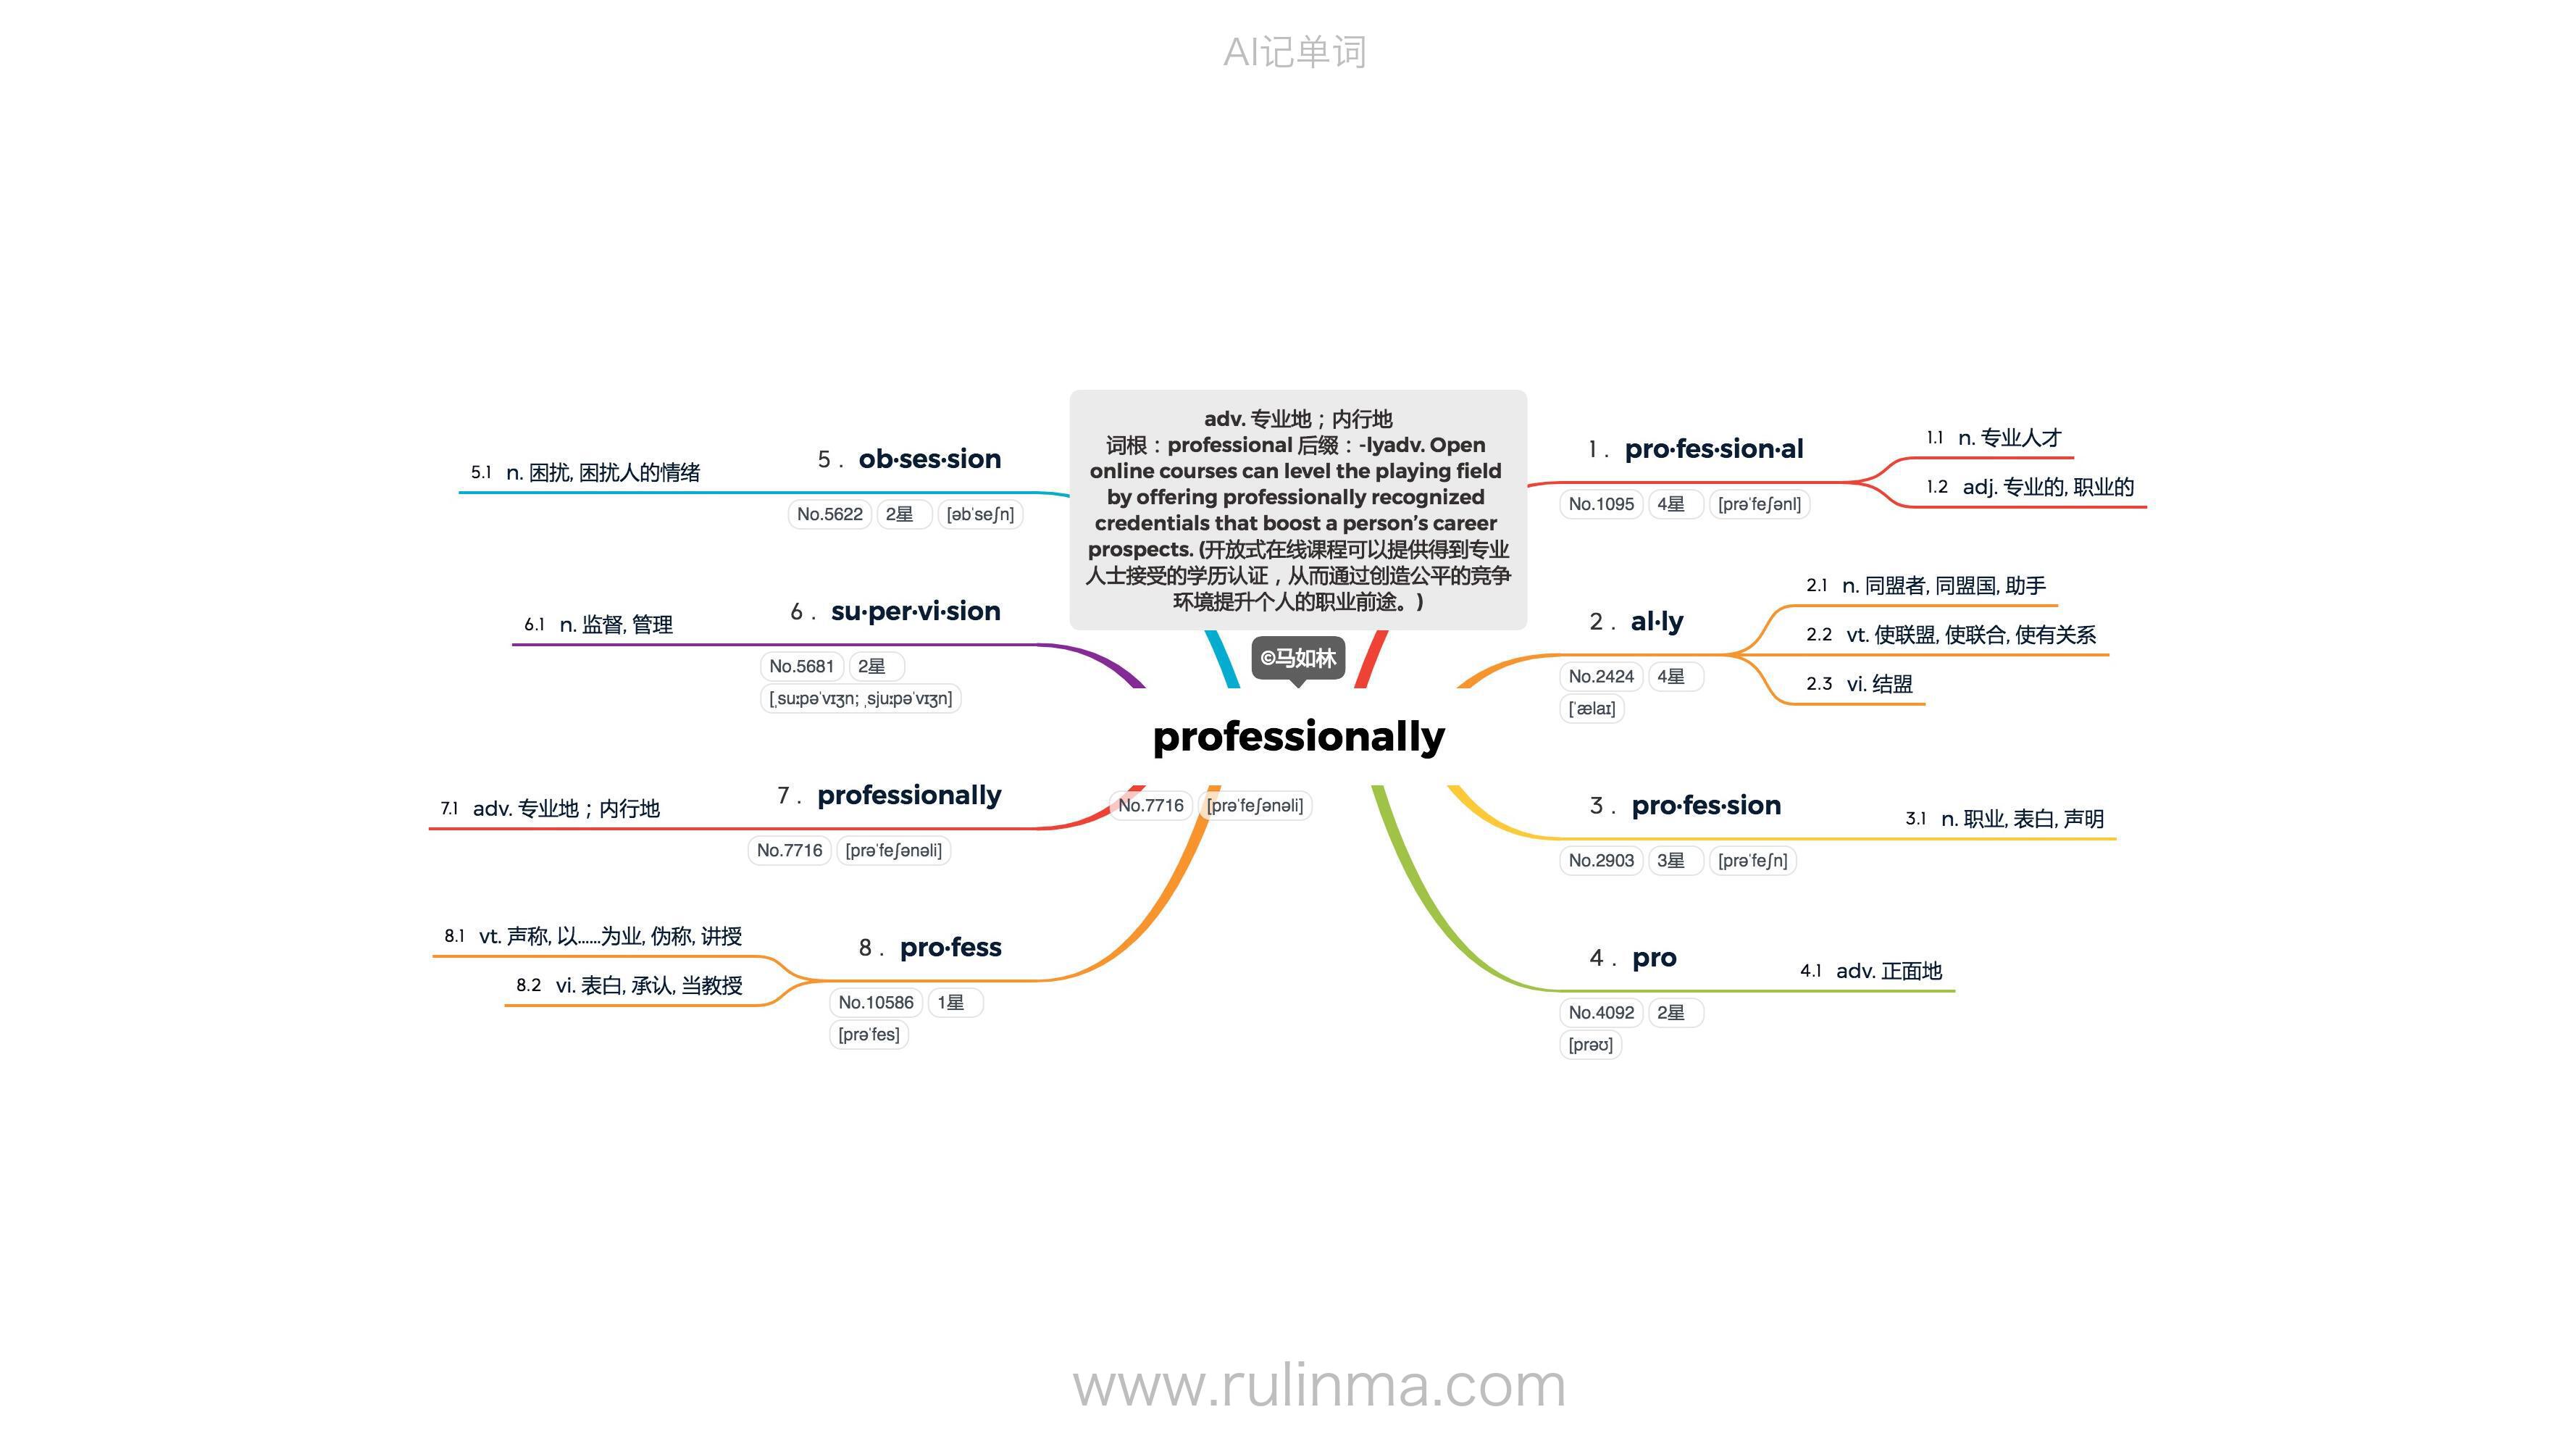 AI记单词
adv. 专业地；内行地
词根：professional 后缀：-lyadv. Open
online courses can level the playing field
by offering professionally recognized
credentials that boost a person’s career
prospects. (开放式在线课程可以提供得到专业
人士接受的学历认证，从而通过创造公平的竞争
环境提升个人的职业前途。)
©马如林
professionally
No.7716 [prəˈfeʃənəli]
1. pro·fes·sion·al
No.1095 4星 [prəˈfeʃənl]
1.1 n. 专业人才
1.2 adj. 专业的, 职业的
2. al·ly
No.2424 4星
[ˈælaɪ]
2.1 n. 同盟者, 同盟国, 助手
2.2 vt. 使联盟, 使联合, 使有关系
2.3 vi. 结盟
3. pro·fes·sion
No.2903 3星 [prəˈfeʃn]
3.1 n. 职业, 表白, 声明
4. pro
No.4092 2星
[prəʊ]
4.1 adv. 正面地
5. ob·ses·sion
No.5622 2星 [əbˈseʃn]
5.1 n. 困扰, 困扰人的情绪
6. su·per·vi·sion
No.5681 2星
[ˌsuːpəˈvɪʒn; ˌsjuːpəˈvɪʒn]
6.1 n. 监督, 管理
7. professionally
No.7716 [prəˈfeʃənəli]
7.1 adv. 专业地；内行地
8. pro·fess
No.10586 1星
[prəˈfes]
8.1 vt. 声称, 以……为业, 伪称, 讲授
8.2 vi. 表白, 承认, 当教授
www.rulinma.com